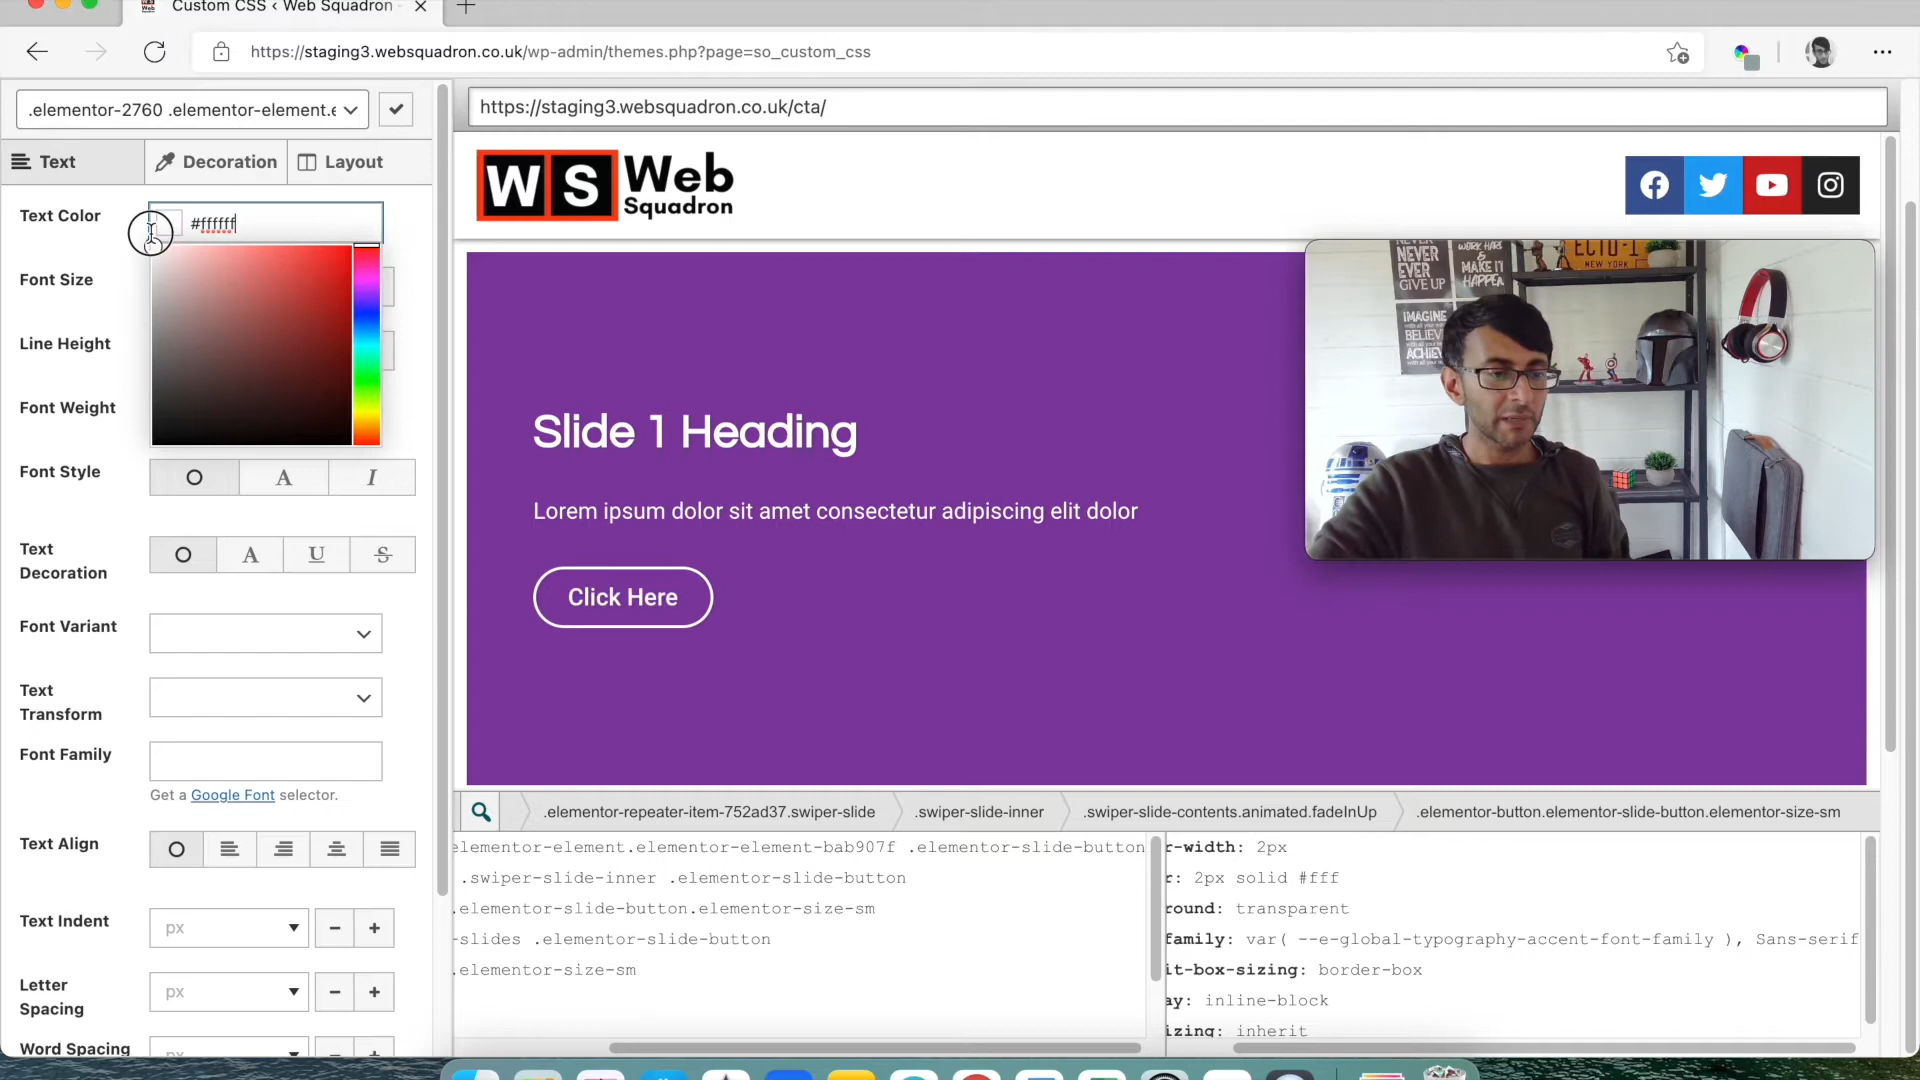 Custom CSS ‹ Web Squadron -
https://staging3.websquadron.co.uk/wp-admin/themes.php?page=so_custom_css
.elementor-2760 .elementor-element.e
https://staging3.websquadron.co.uk/cta/
Text
Decoration
Layout
WS Web
Squadron
Text Color
#ffffff
Font Size
Line Height
Font Weight
Font Style
A
I
Text
Decoration
A
U
S
Font Variant
Text
Transform
Font Family
Get a Google Font selector.
Text Align
Text Indent
px
Letter
Spacing
px
Word Spacing
px
Slide 1 Heading
Lorem ipsum dolor sit amet consectetur adipiscing elit dolor
Click Here
NEVER
EVER
GIVE UP
WORK HARD
& MAKE IT
HAPPEN
IMAGINE
BELIEVE
ACHIEVE
ECTO-1
NEW YORK
.elementor-repeater-item-752ad37.swiper-slide
.swiper-slide-inner
.swiper-slide-contents.animated.fadeInUp
.elementor-button.elementor-slide-button.elementor-size-sm
elementor-element.elementor-element-bab907f .elementor-slide-button
.swiper-slide-inner .elementor-slide-button
.elementor-slide-button.elementor-size-sm
-slides .elementor-slide-button
.elementor-size-sm
r-width: 2px
r: 2px solid #fff
round: transparent
family: var( --e-global-typography-accent-font-family ), Sans-serif
it-box-sizing: border-box
ay: inline-block
izing: inherit